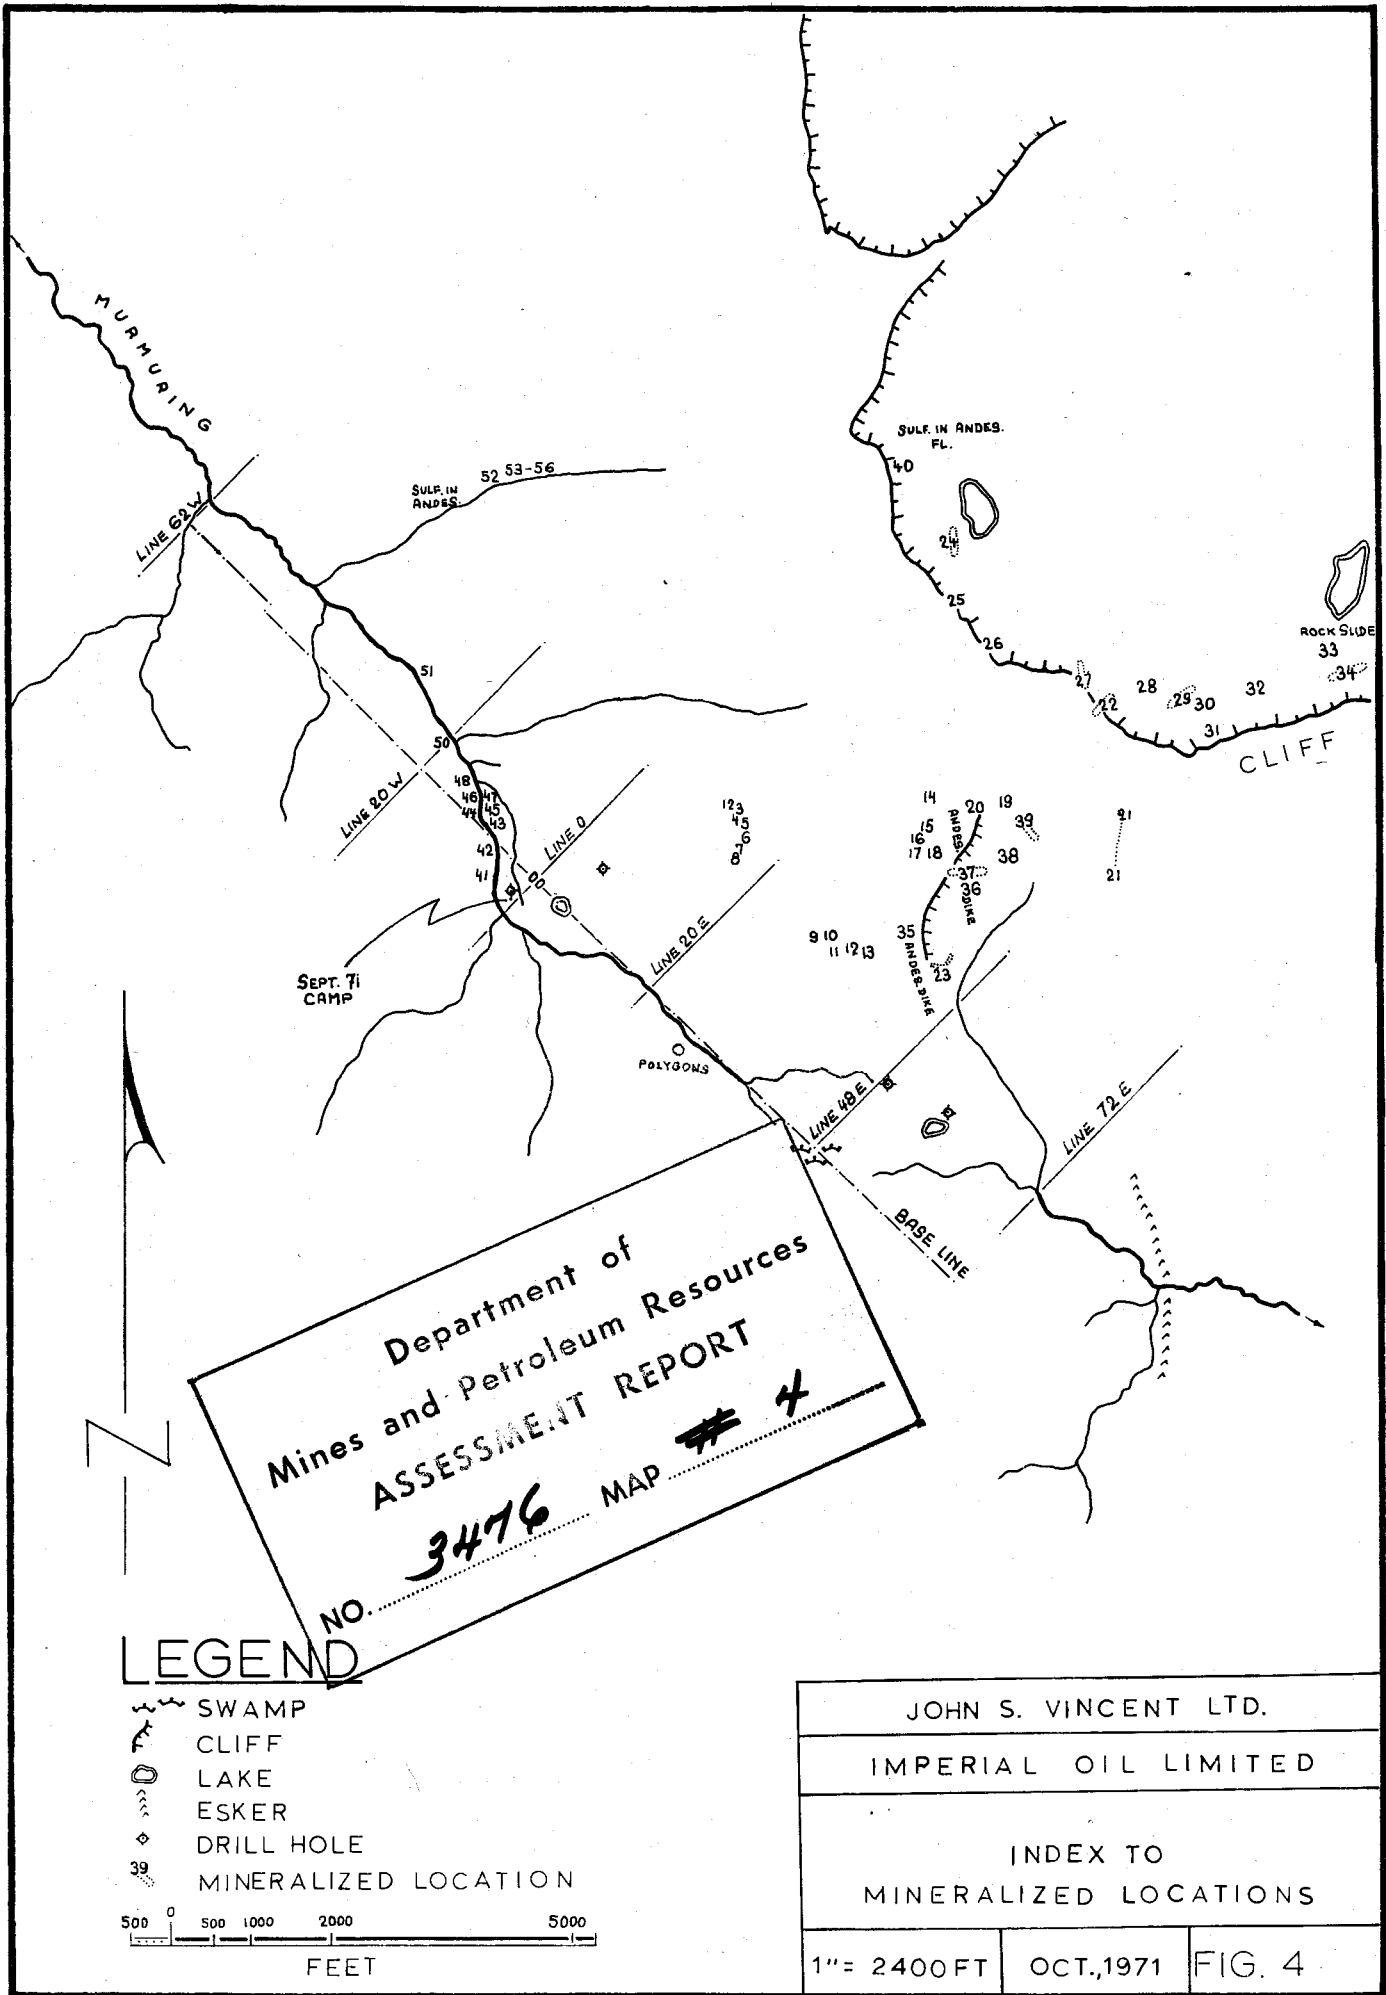 MURMURING
SULF. IN ANDES.
FL.
40
52 53-56
SULF. IN
ANDES.
LINE 62 W
24
25
26
ROCK SLIDE
33
34
27
28
22
29
30
32
31
CLIFF
51
50
LINE 20 W
48
46 47
44 45
43
42
41
LINE 0
00
123
45
6
7
8
14
15
16
17 18
19
20
39
38
ANDES.
37
36
DIKE
21
21
35
ANDES. DIKE
23
9 10
11 12 13
LINE 20 E
SEPT. 71
CAMP
POLYGONS
LINE 48 E
LINE 72 E
BASE LINE
N
Department of
Mines and Petroleum Resources
ASSESSMENT REPORT
NO. 3476 MAP # 4
LEGEND
SWAMP
CLIFF
LAKE
ESKER
DRILL HOLE
39 MINERALIZED LOCATION
500 0 500 1000 2000 5000
FEET
JOHN S. VINCENT LTD.
IMPERIAL OIL LIMITED
INDEX TO
MINERALIZED LOCATIONS
1"= 2400 FT
OCT., 1971
FIG. 4